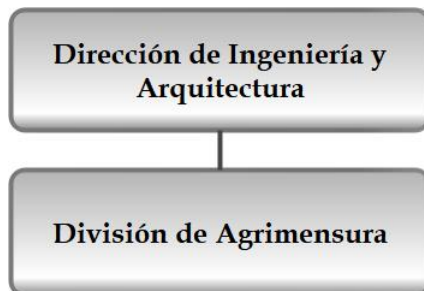 Dirección de Ingeniería y
Arquitectura
División de Agrimensura